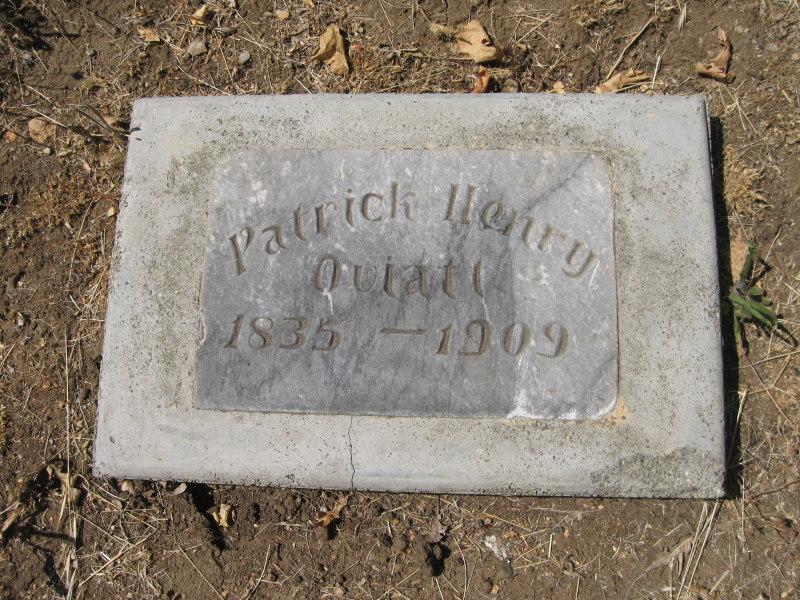 Patrick Henry
Oviatt
1835 — 1909